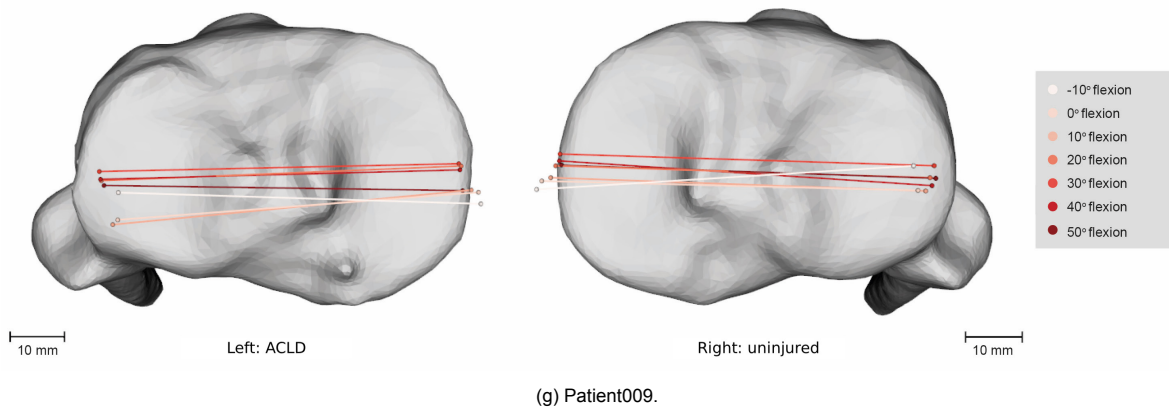 -10° flexion
0° flexion
10° flexion
20° flexion
30° flexion
40° flexion
50° flexion
10 mm
Left: ACLD
Right: uninjured
10 mm
(g) Patient009.